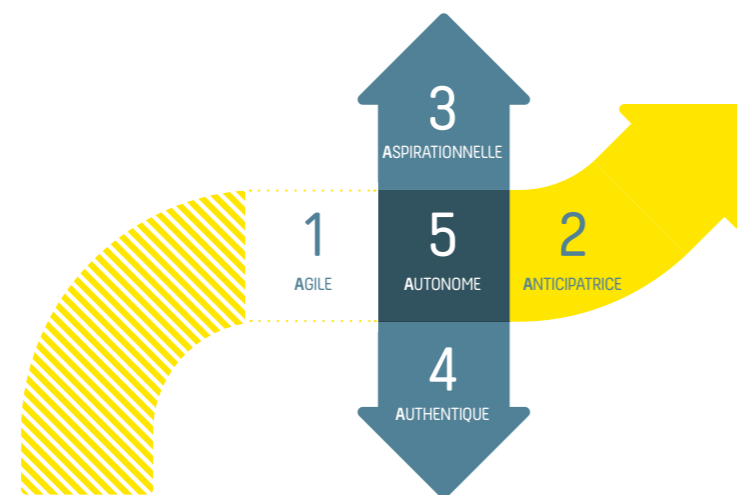 3
ASPIRATIONNELLE
1
AGILE
5
AUTONOME
2
ANTICIPATRICE
4
AUTHENTIQUE